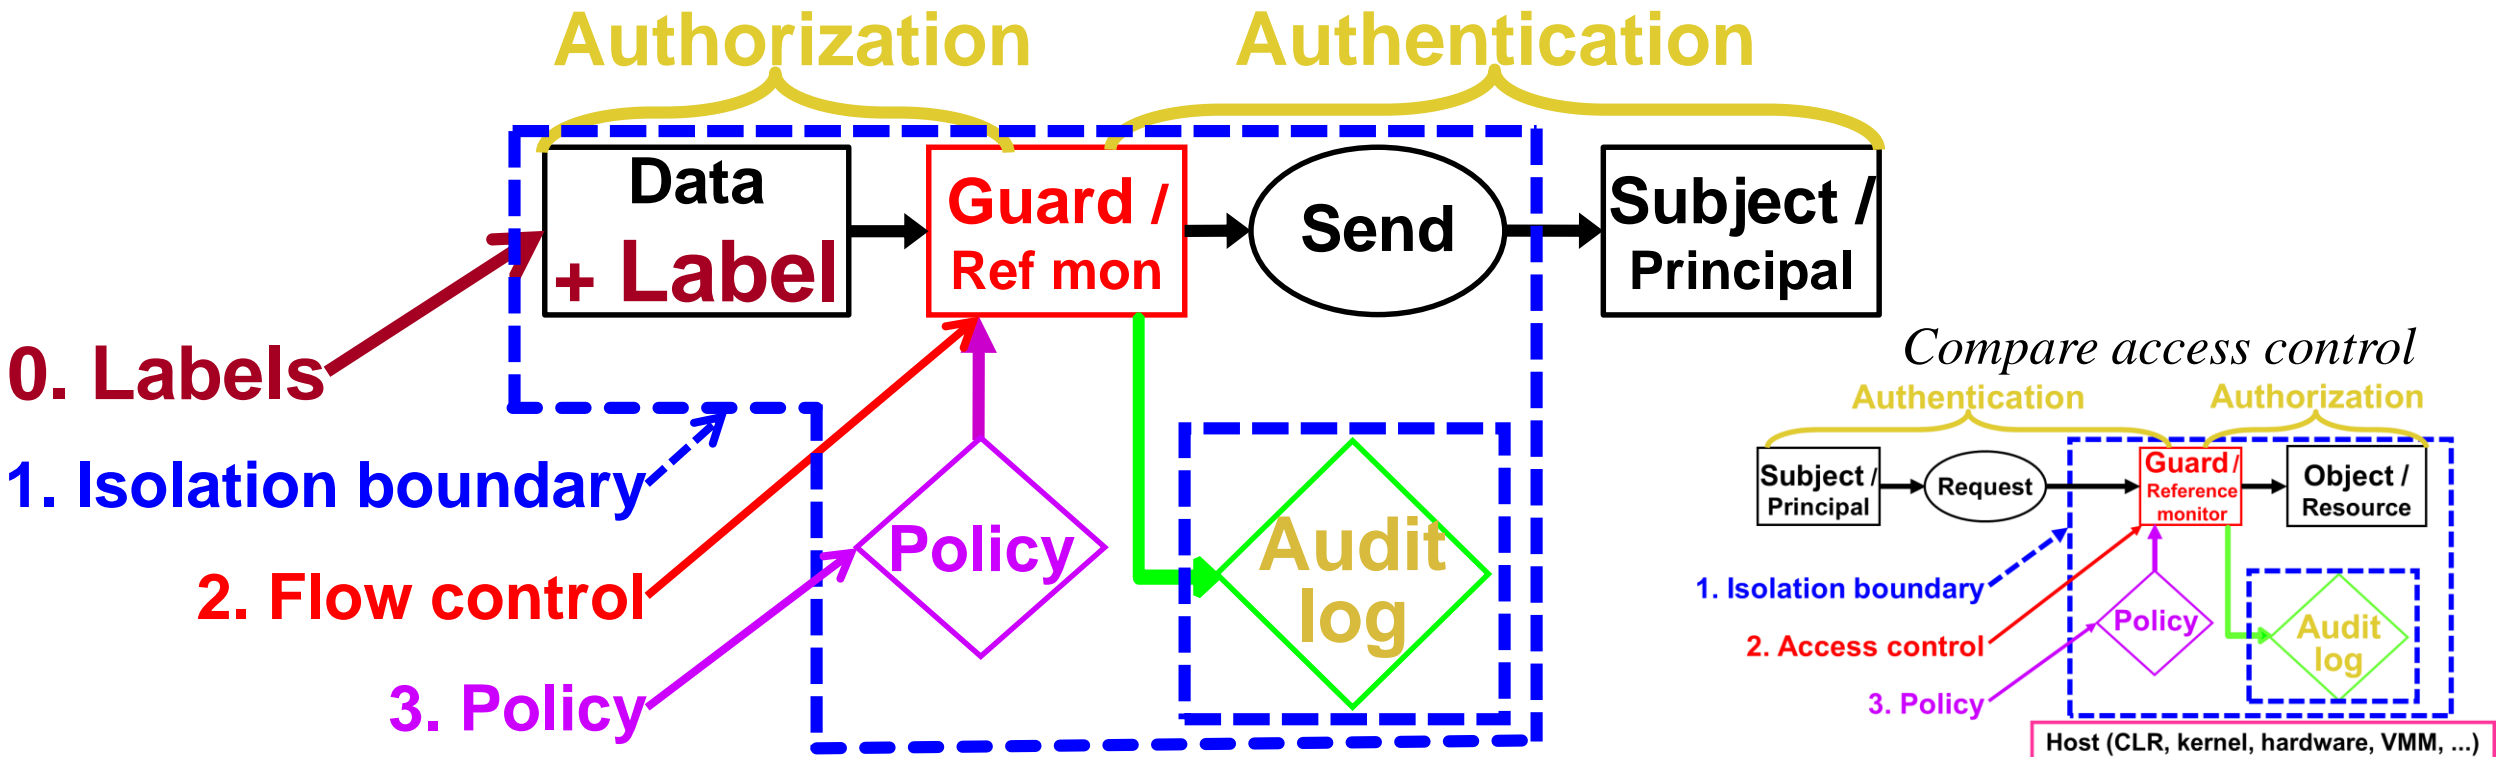 Authorization
Authentication
Data
+ Label
Guard /
Ref mon
Send
Subject /
Principal
0. Labels
1. Isolation boundary
2. Flow control
3. Policy
Policy
Audit
log
Compare access control
Authentication
Authorization
Subject /
Principal
Request
Guard /
Reference
monitor
Object /
Resource
1. Isolation boundary
2. Access control
3. Policy
Policy
Audit
log
Host (CLR, kernel, hardware, VMM, ...)